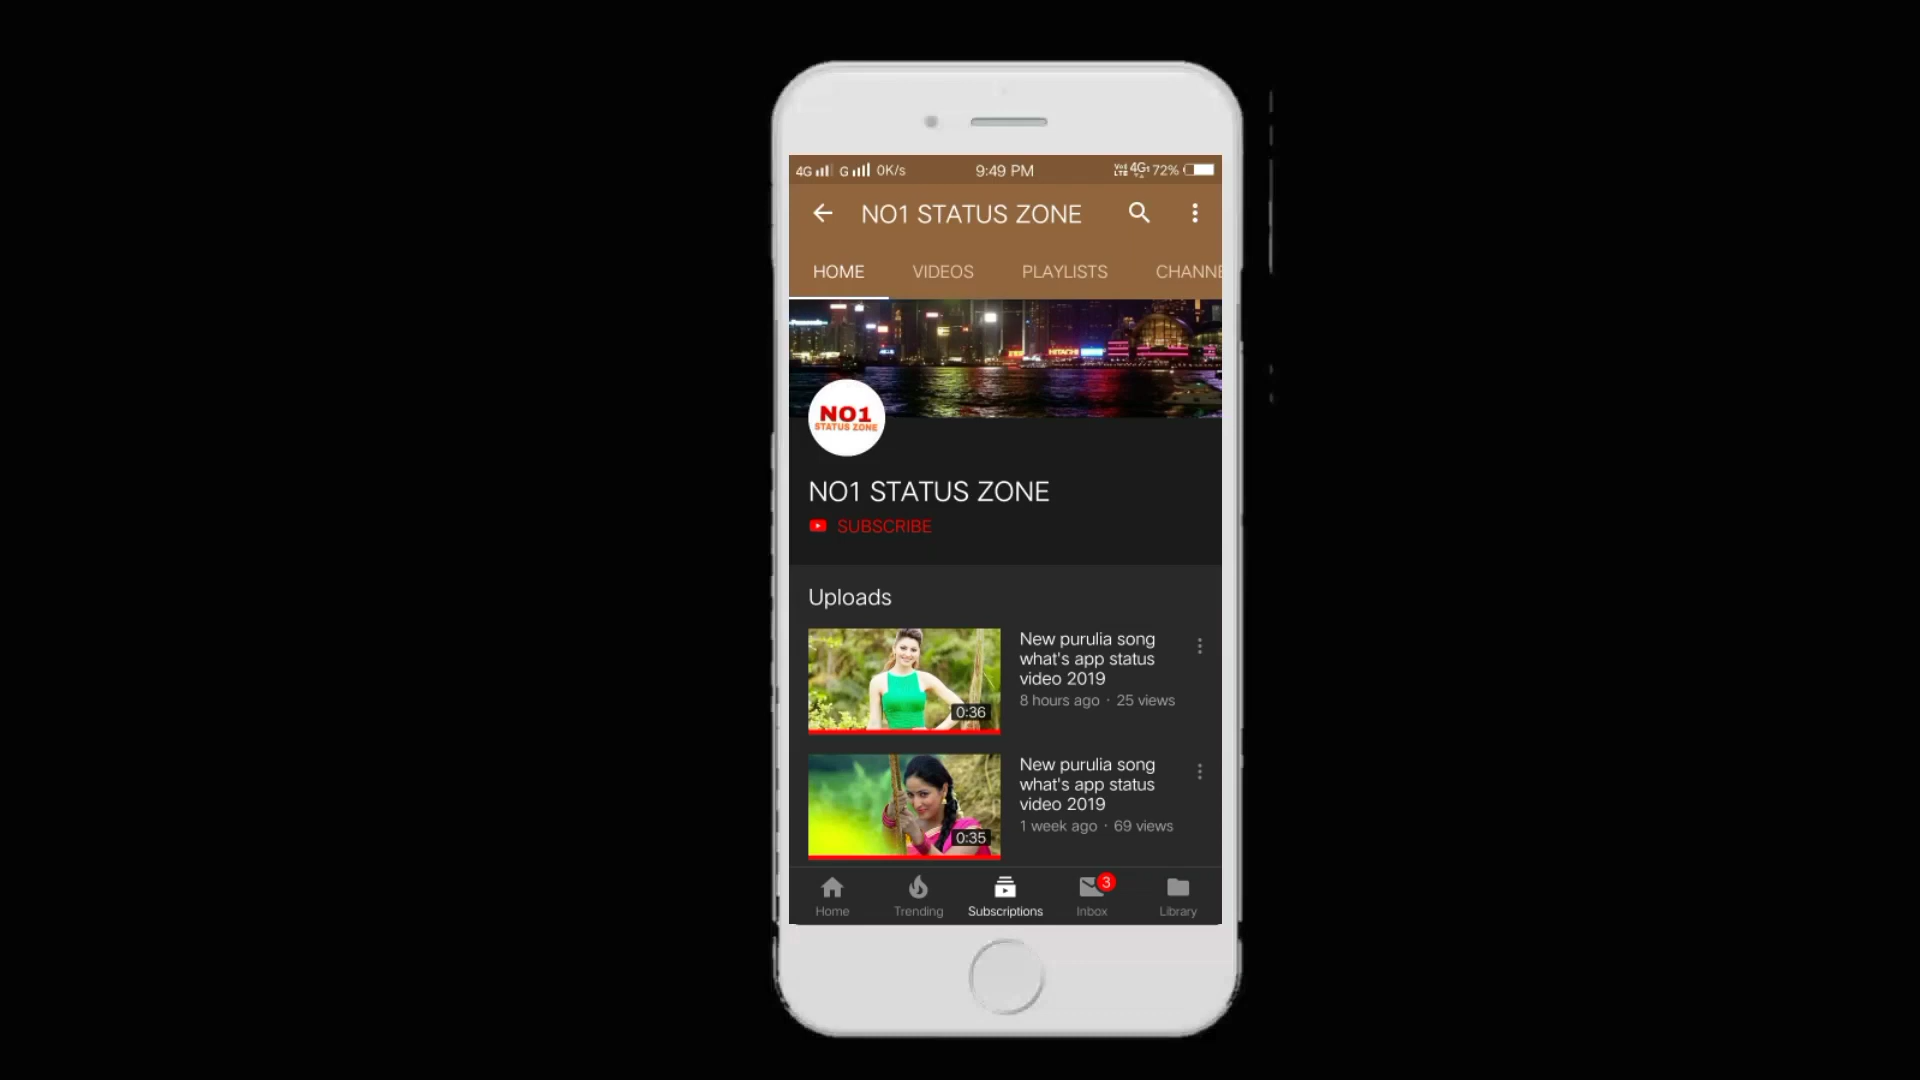 4G G 0K/s 9:49 PM VoI LTE 4G 72%
NO1 STATUS ZONE
HOME VIDEOS PLAYLISTS CHANNE
HITACHI
NO1
STATUS ZONE
NO1 STATUS ZONE
SUBSCRIBE
Uploads
New purulia song
what's app status
video 2019
8 hours ago · 25 views
0:36
New purulia song
what's app status
video 2019
1 week ago · 69 views
0:35
3
Home Trending Subscriptions Inbox Library